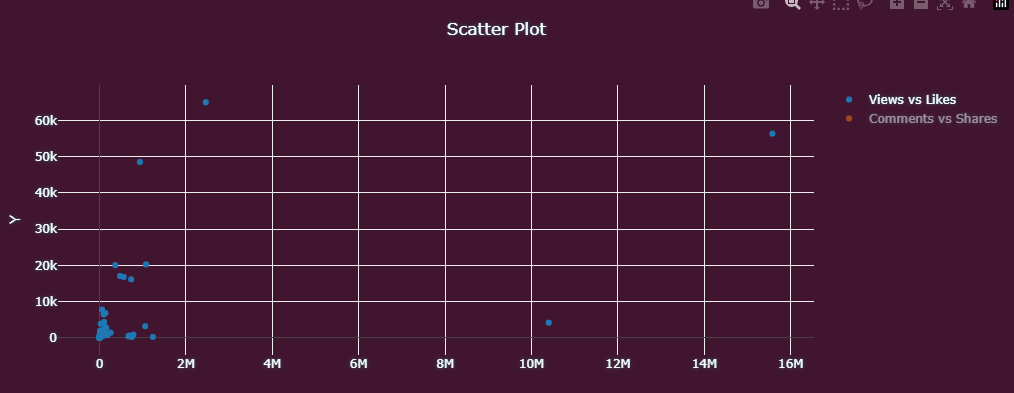 Scatter Plot
Views vs Likes
Comments vs Shares
Y
60k
50k
40k
30k
20k
10k
0
0 2M 4M 6M 8M 10M 12M 14M 16M